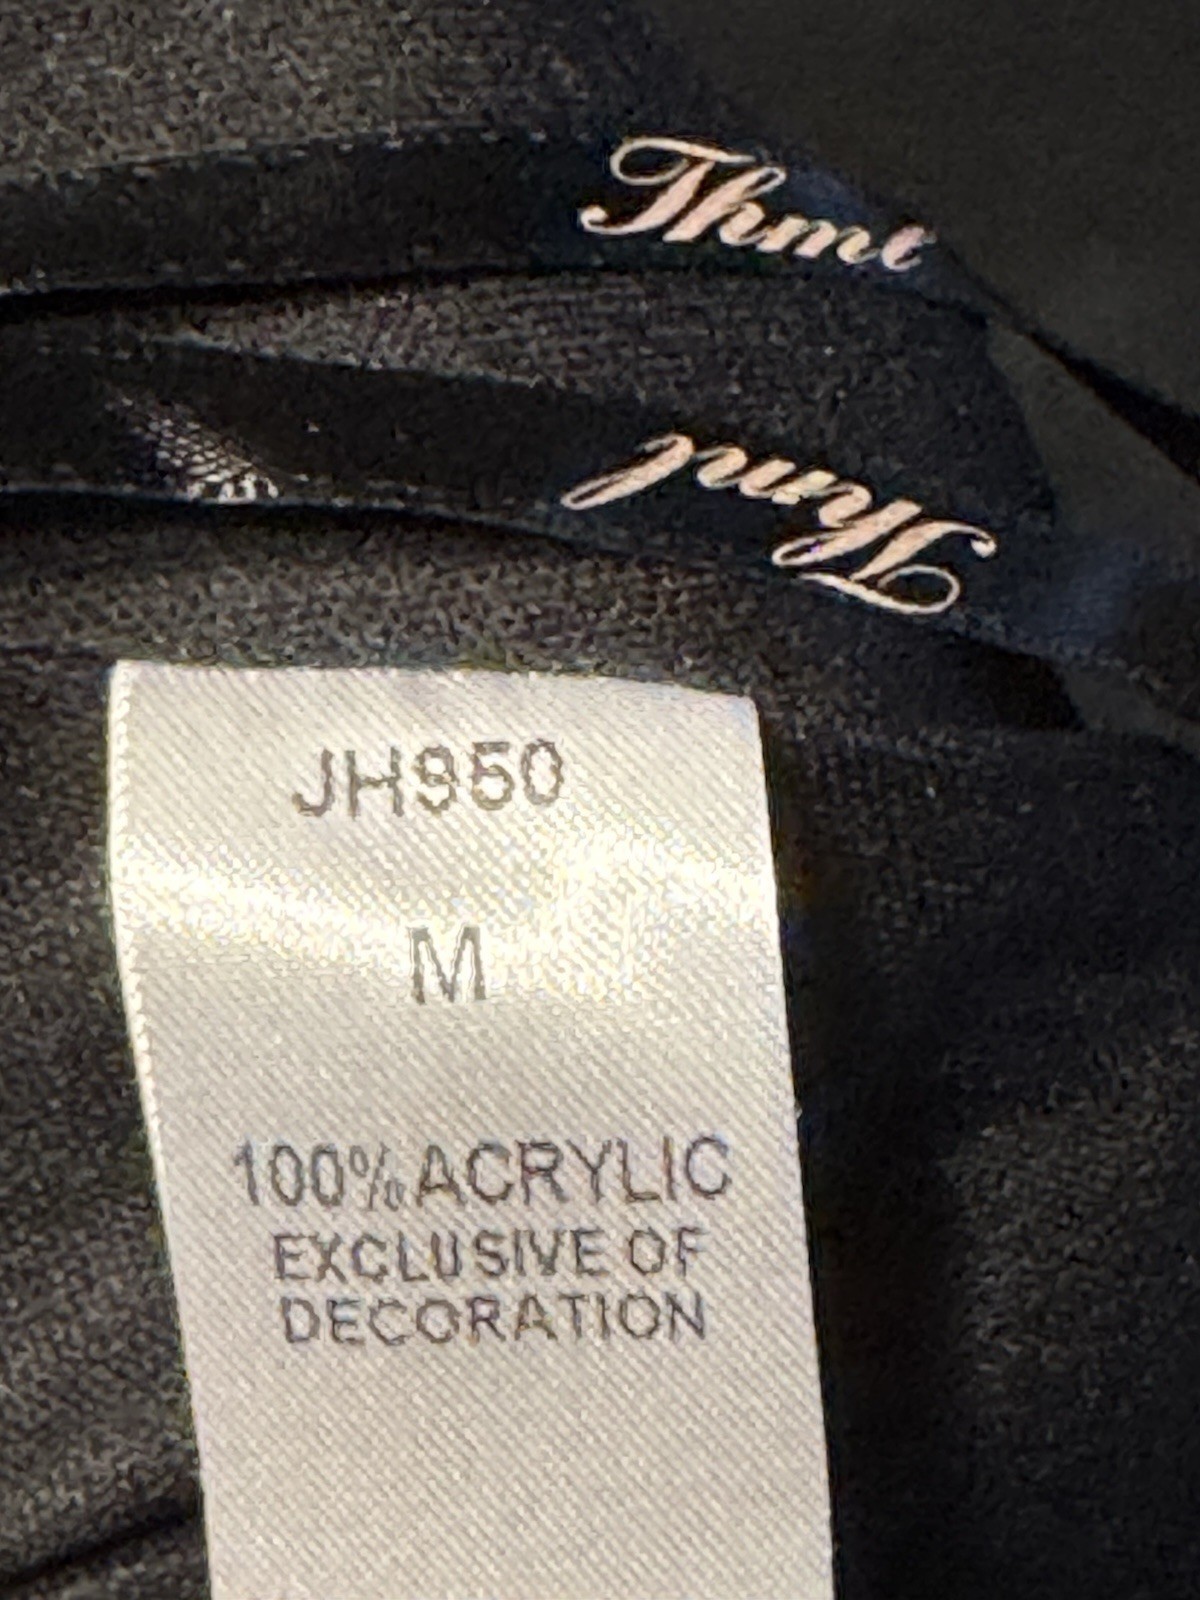 Thmt
Thmt
JH950
M
100% ACRYLIC
EXCLUSIVE OF
DECORATION